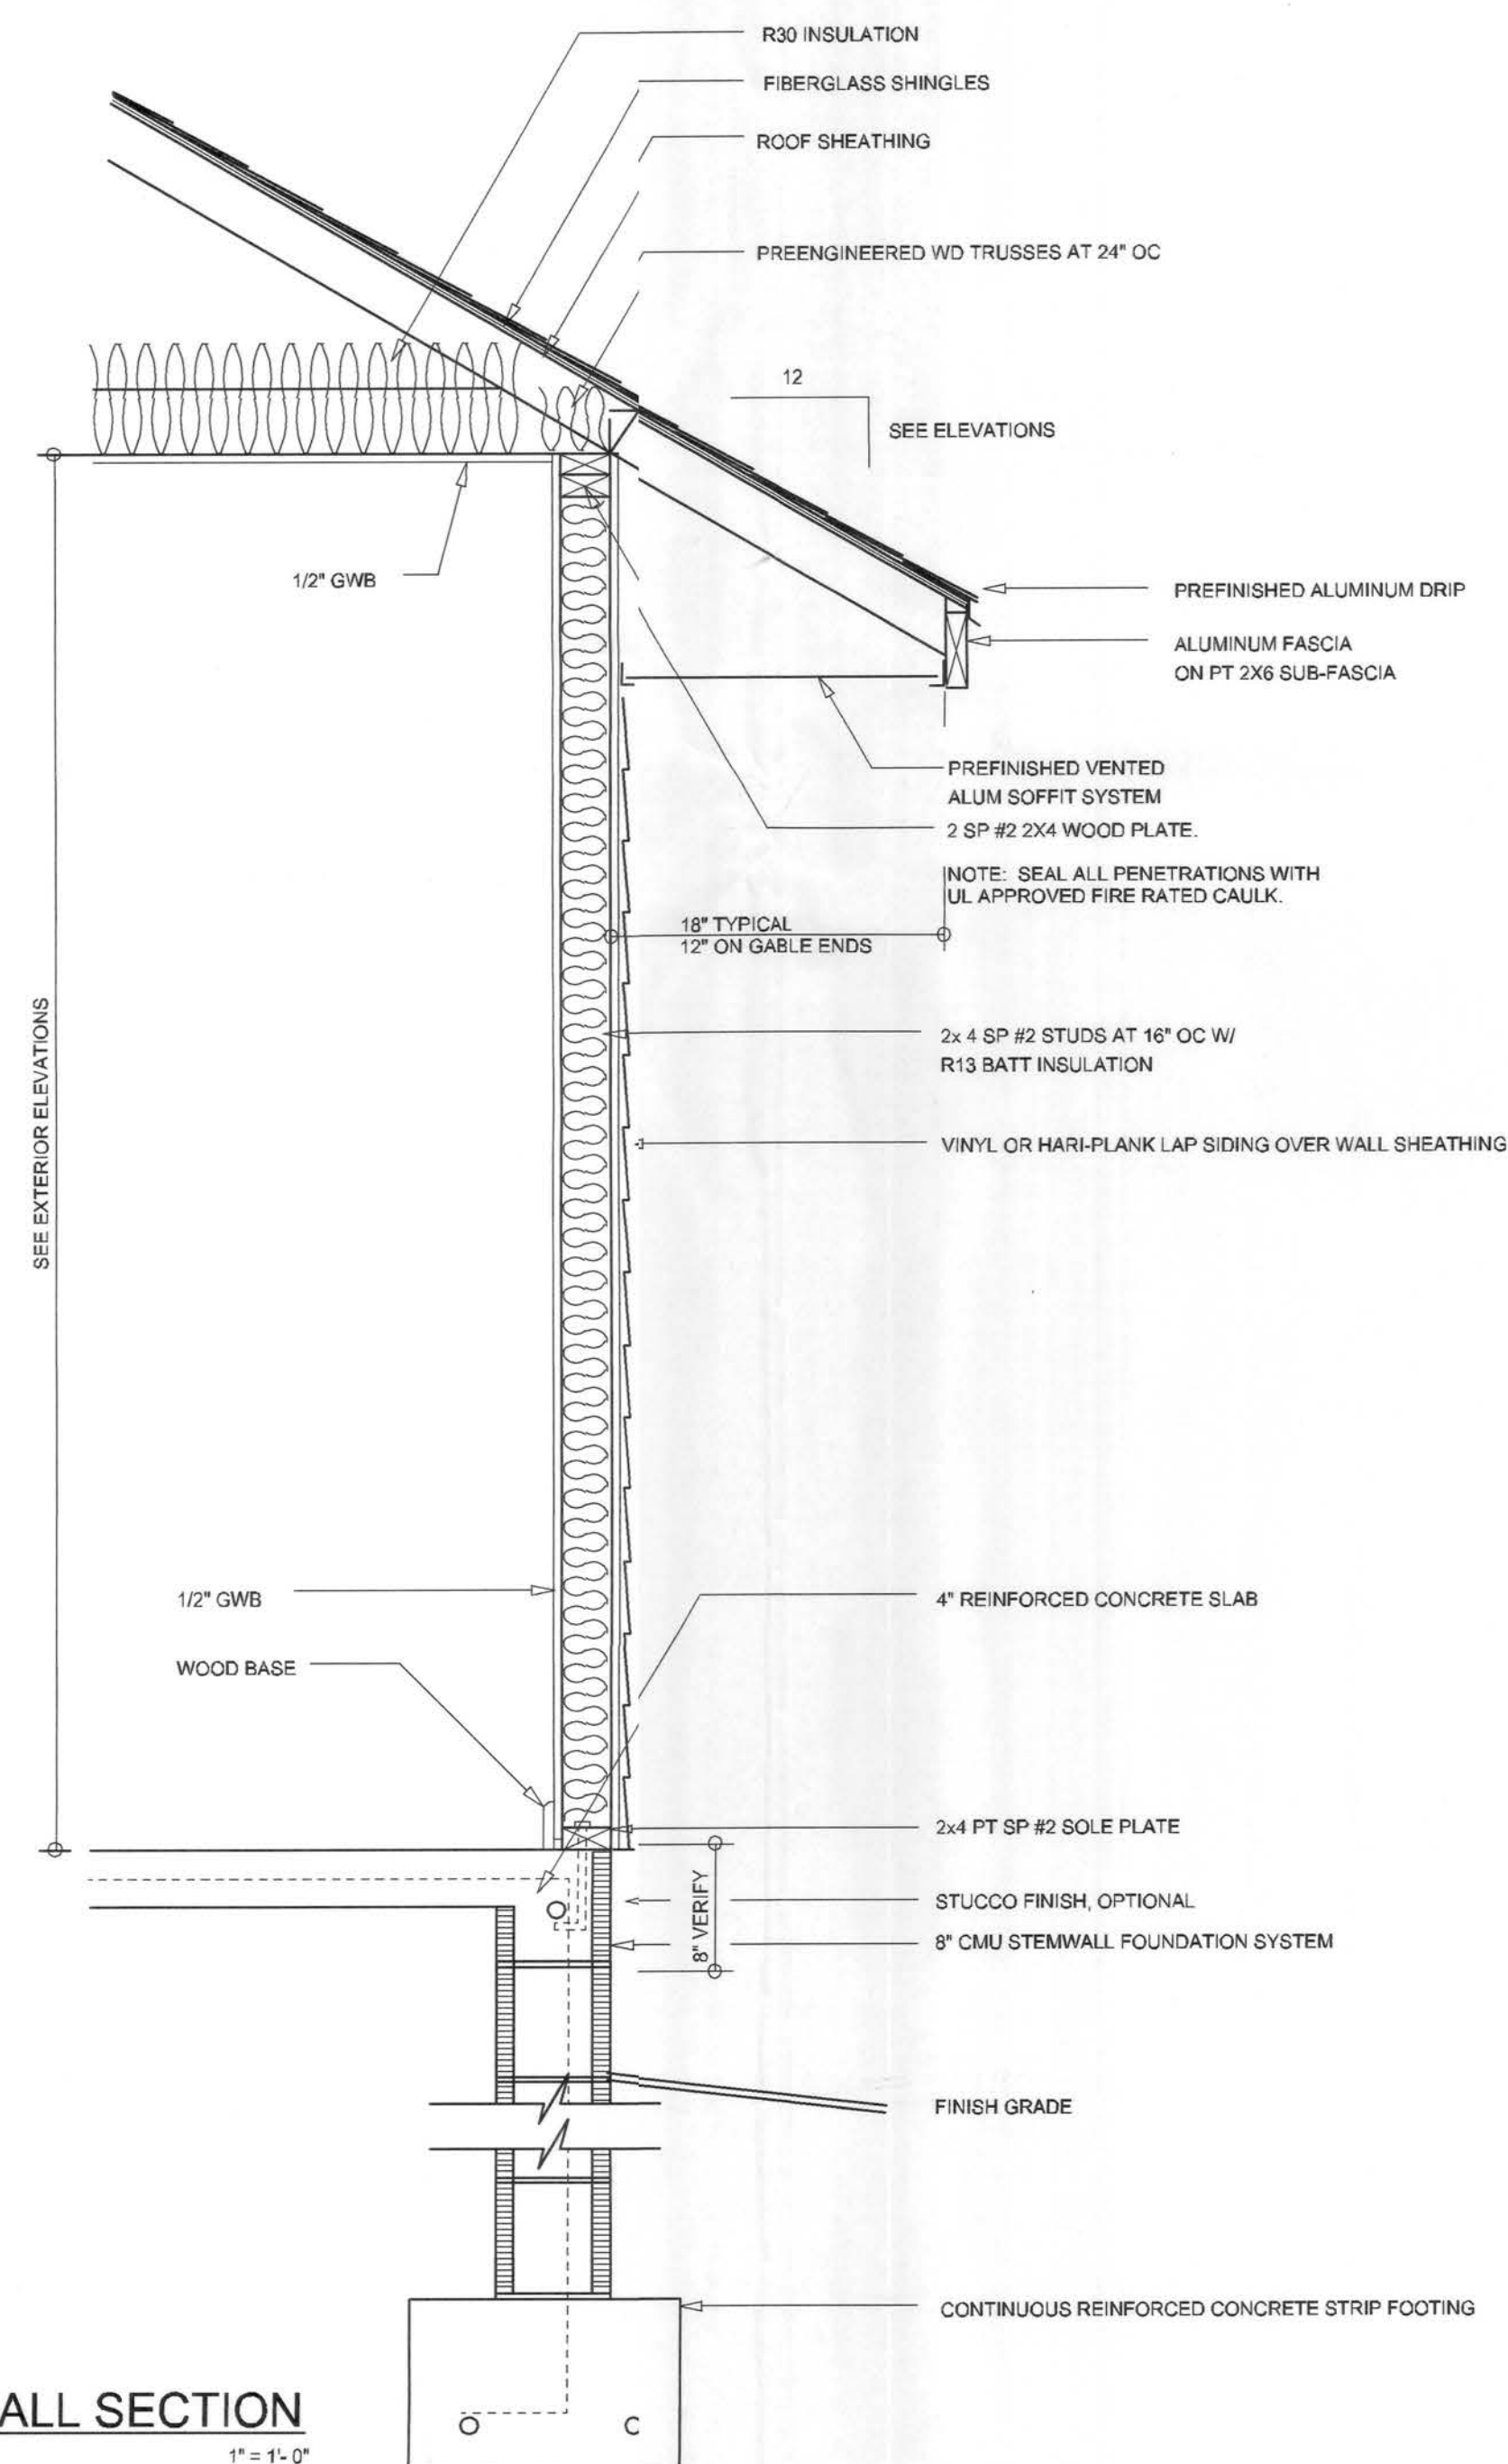 R30 INSULATION
FIBERGLASS SHINGLES
ROOF SHEATHING
PREENGINEERED WD TRUSSES AT 24" OC
12
SEE ELEVATIONS
1/2" GWB
PREFINISHED ALUMINUM DRIP
ALUMINUM FASCIA
ON PT 2X6 SUB-FASCIA
PREFINISHED VENTED
ALUM SOFFIT SYSTEM
2 SP #2 2X4 WOOD PLATE.
NOTE: SEAL ALL PENETRATIONS WITH
UL APPROVED FIRE RATED CAULK.
18" TYPICAL
12" ON GABLE ENDS
SEE EXTERIOR ELEVATIONS
2x 4 SP #2 STUDS AT 16" OC W/
R13 BATT INSULATION
VINYL OR HARI-PLANK LAP SIDING OVER WALL SHEATHING
1/2" GWB
4" REINFORCED CONCRETE SLAB
WOOD BASE
2x4 PT SP #2 SOLE PLATE
8" VERIFY
STUCCO FINISH, OPTIONAL
8" CMU STEMWALL FOUNDATION SYSTEM
FINISH GRADE
CONTINUOUS REINFORCED CONCRETE STRIP FOOTING
ALL SECTION
1" = 1'- 0"